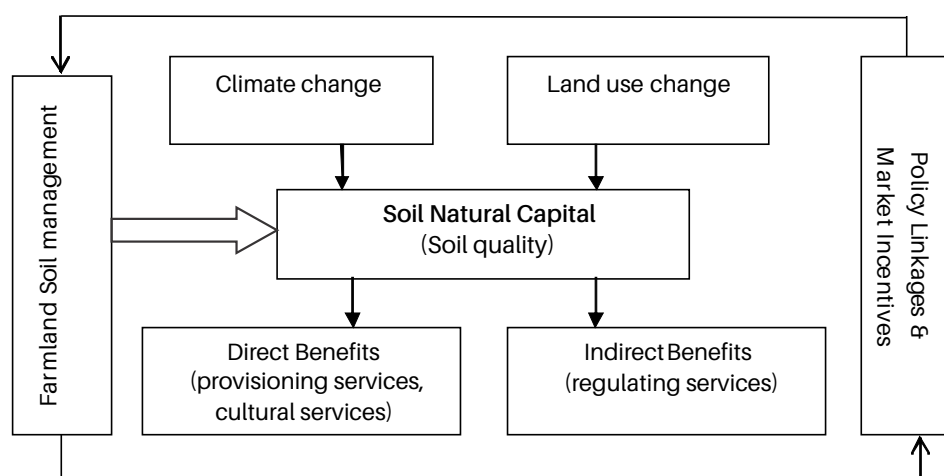 Climate change
Land use change
Farmland Soil management
Soil Natural Capital
(Soil quality)
Policy Linkages &
Market Incentives
Direct Benefits
(provisioning services,
cultural services)
Indirect Benefits
(regulating services)